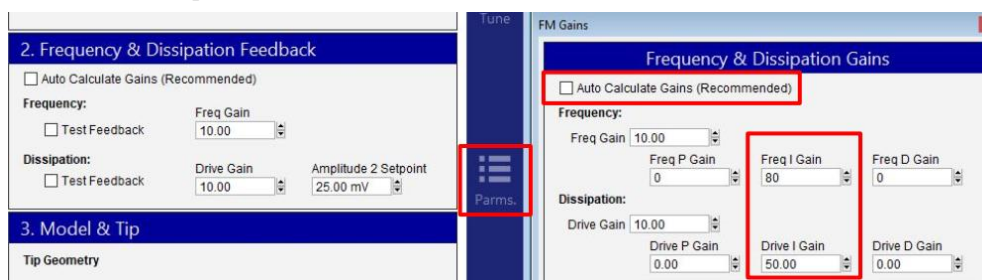 2. Frequency & Dissipation Feedback
Auto Calculate Gains (Recommended)
Frequency:
Freq Gain
Test Feedback 10.00
Dissipation:
Drive Gain Amplitude 2 Setpoint
Test Feedback 10.00 25.00 mV
3. Model & Tip
Tip Geometry
Tune
Parms.
FM Gains
Frequency & Dissipation Gains
Auto Calculate Gains (Recommended)
Frequency:
Freq Gain 10.00
Freq P Gain Freq I Gain Freq D Gain
0 80 0
Dissipation:
Drive Gain 10.00
Drive P Gain Drive I Gain Drive D Gain
0.00 50.00 0.00